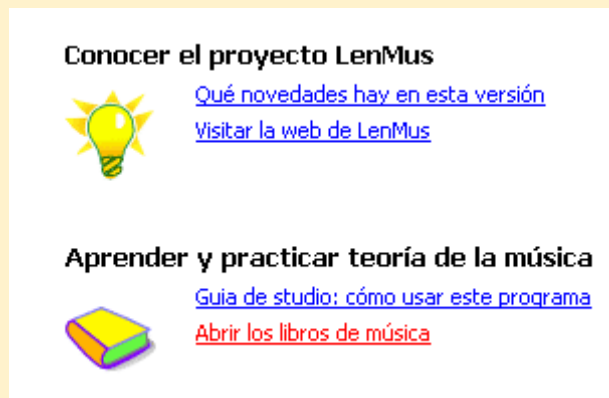 Conocer el proyecto LenMus
Qué novedades hay en esta versión
Visitar la web de LenMus
Aprender y practicar teoría de la música
Guia de studio: cómo usar este programa
Abrir los libros de música